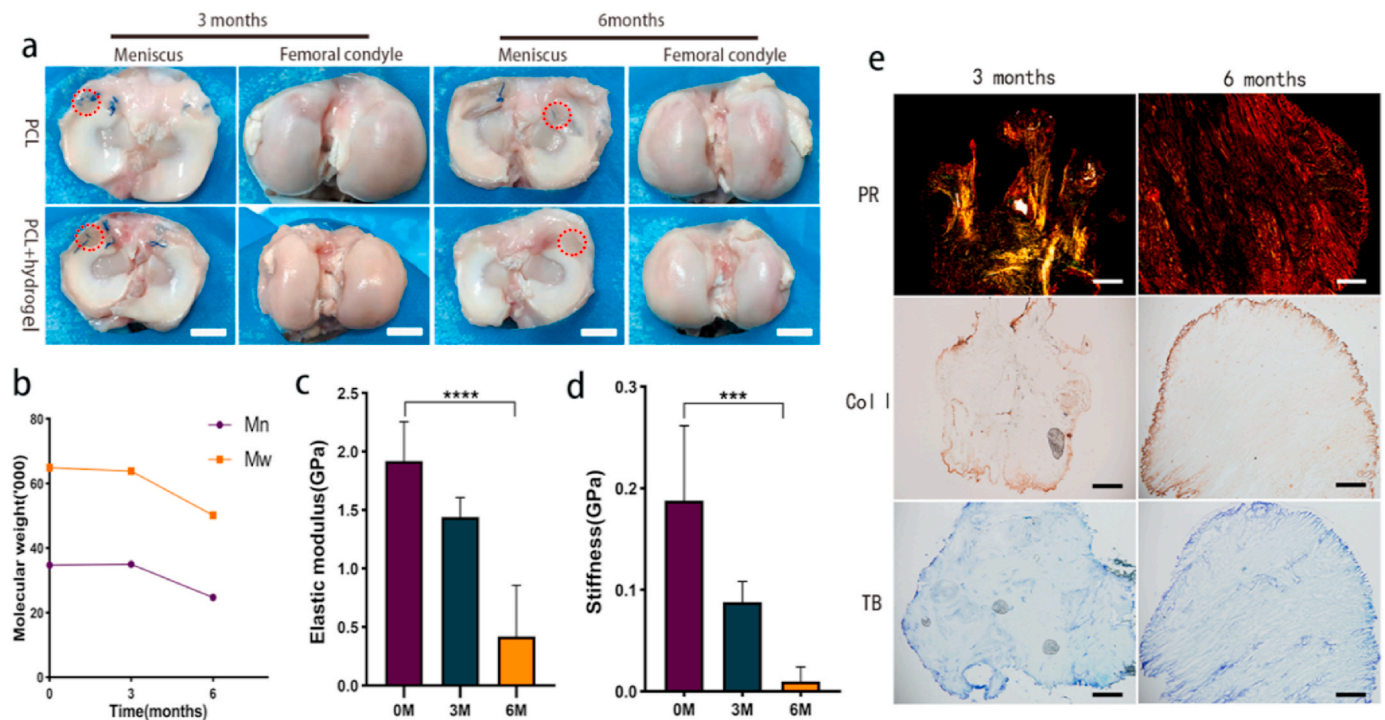 a
3 months
6months
Meniscus
Femoral condyle
Meniscus
Femoral condyle
PCL
PCL+hydrogel
b
Molecular weight('000)
80
60
40
20
0
Mn
Mw
0
3
6
Time(months)
c
Elastic modulus(GPa)
2.5
2.0
1.5
1.0
0.5
0.0
****
0M
3M
6M
d
Stiffness(GPa)
0.3
0.2
0.1
0.0
***
0M
3M
6M
e
3 months
6 months
PR
Col I
TB